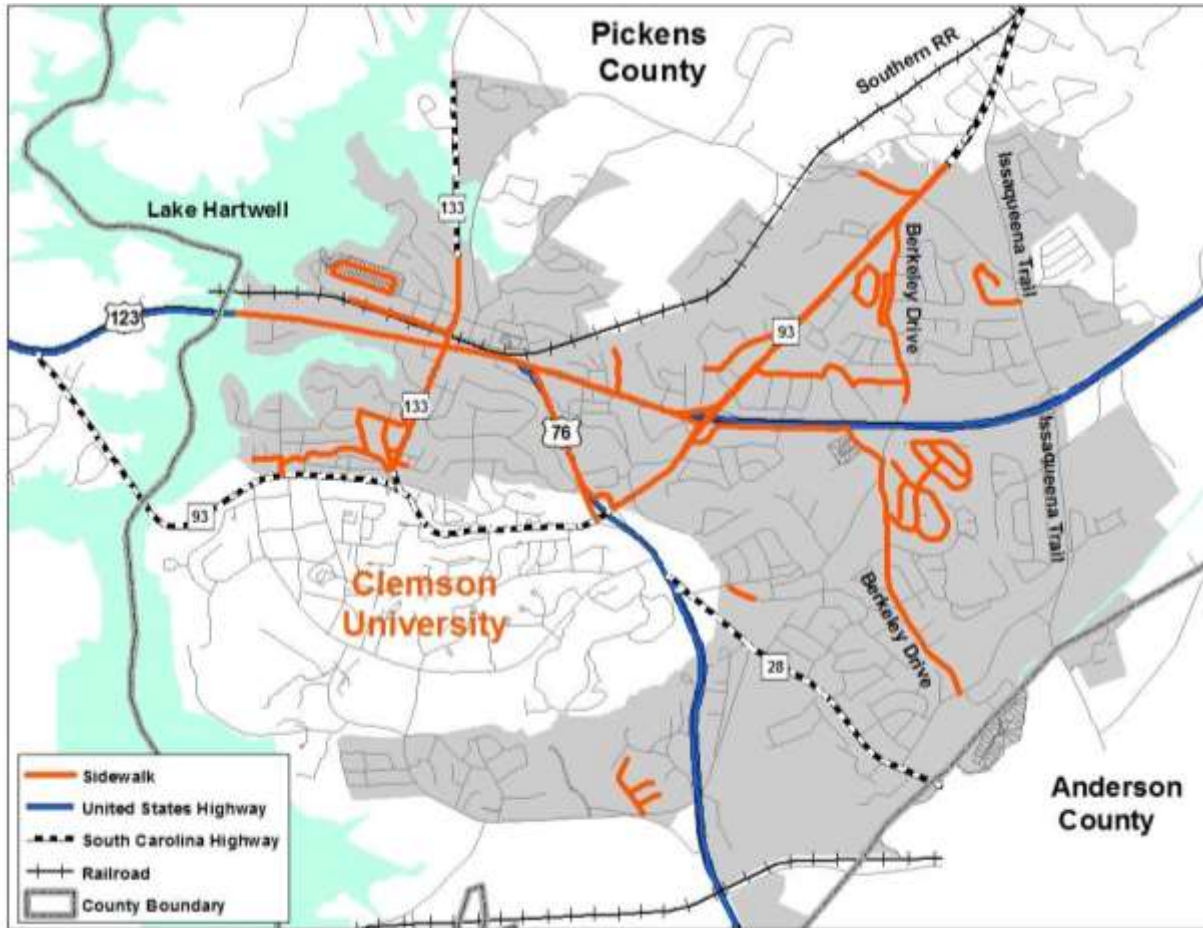 Pickens
County
Southern RR
Issaqueena Trail
Lake Hartwell
133
Berkeley Drive
123
93
133
76
Issaqueena Trail
93
Clemson
University
Berkeley Drive
28
Anderson
County
Sidewalk
United States Highway
South Carolina Highway
Railroad
County Boundary